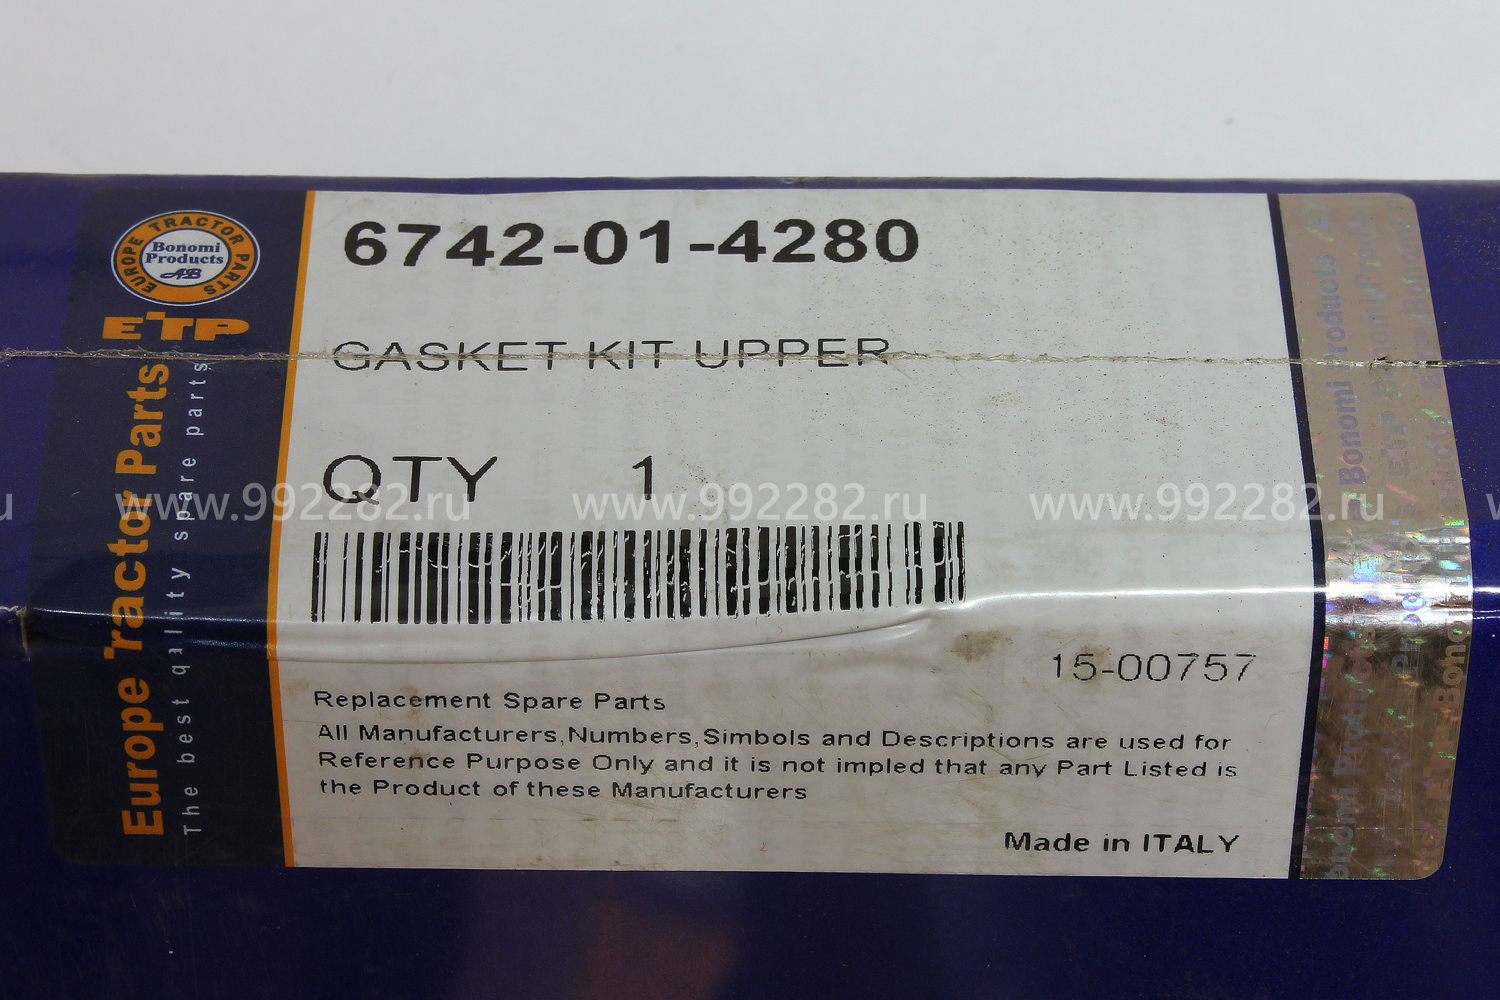 6742-01-4280
GASKET KIT UPPER
QTY 1
15-00757
Replacement Spare Parts
All Manufacturers,Numbers,Simbols and Descriptions are used for
Reference Purpose Only and it is not impled that any Part Listed is
the Product of these Manufacturers
Made in ITALY
EUROPE TRACTOR PARTS
Bonomi
Products
AB
ETP
Europe Tractor Parts
The best quality spare parts
Bonomi Products
www.992282.ru
www.992282.ru
www.992282.ru